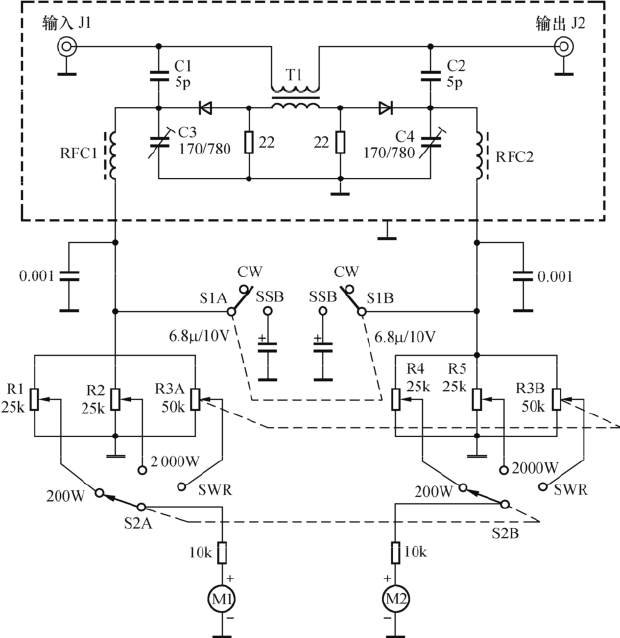 输入 J1
输出 J2
C1
5p
T1
C2
5p
C3
170/780
22
22
C4
170/780
RFC1
RFC2
0.001
0.001
CW
S1A
SSB
CW
SSB
S1B
6.8μ/10V
6.8μ/10V
+
+
R1
25k
R2
25k
R3A
50k
R4
25k
R5
25k
R3B
50k
2 000W
2000W
200W
SWR
200W
SWR
S2A
S2B
10k
10k
+
+
M1
M2
−
−